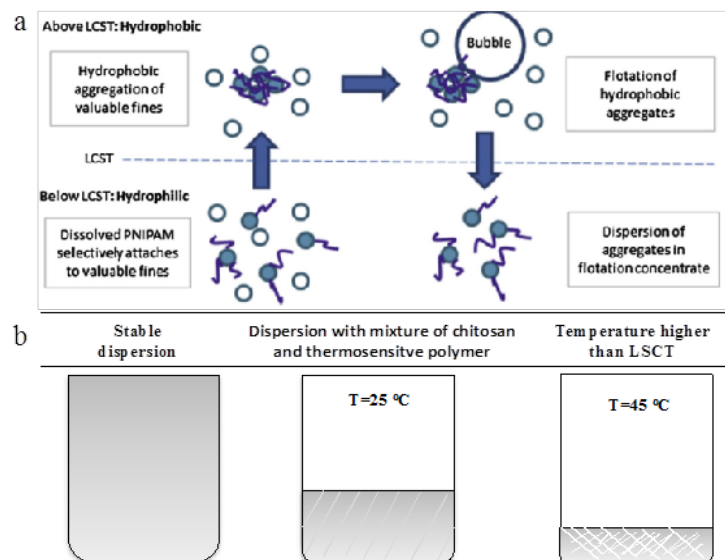 a
Above LCST: Hydrophobic
Hydrophobic
aggregation of
valuable fines
Bubble
Flotation of
hydrophobic
aggregates
LCST
Below LCST: Hydrophilic
Dissolved PNIPAM
selectively attaches
to valuable fines
Dispersion of
aggregates in
flotation concentrate
b
Stable
dispersion
Dispersion with mixture of chitosan
and thermosensitve polymer
Temperature higher
than LSCT
T=25 °C
T=45 °C